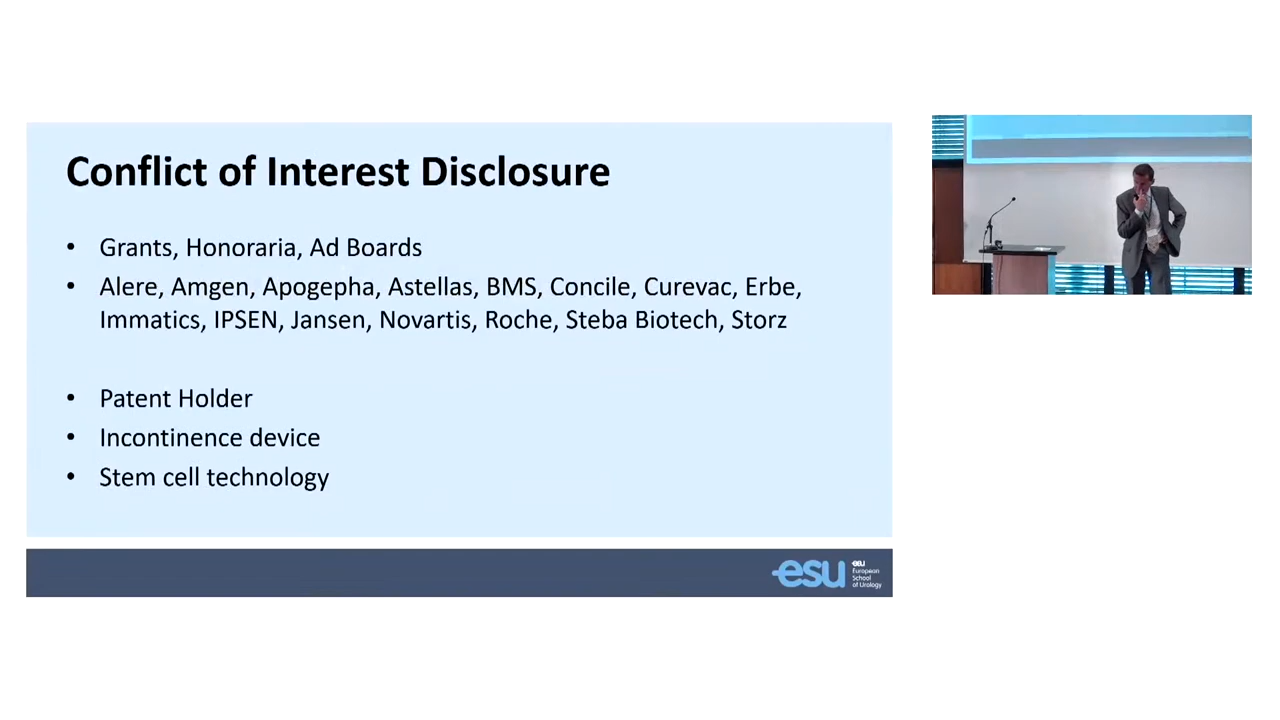 Conflict of Interest Disclosure
• Grants, Honoraria, Ad Boards
• Alere, Amgen, Apogepha, Astellas, BMS, Concile, Curevac, Erbe,
Immatics, IPSEN, Jansen, Novartis, Roche, Steba Biotech, Storz
• Patent Holder
• Incontinence device
• Stem cell technology
esu
European
School
of Urology